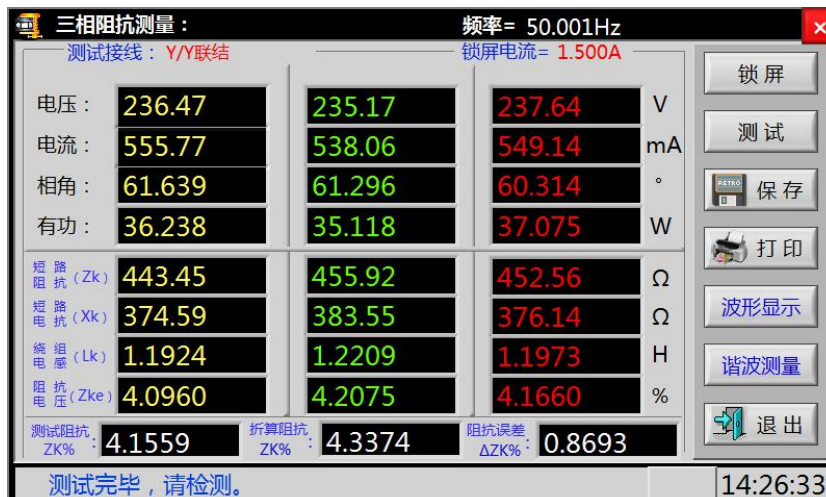 三相阻抗测量： 频率= 50.001Hz
测试接线：Y/Y联结 锁屏电流= 1.500A
电压： 236.47 235.17 237.64 V
电流： 555.77 538.06 549.14 mA
相角： 61.639 61.296 60.314 °
有功： 36.238 35.118 37.075 W
短路阻抗(Zk) 443.45 455.92 452.56 Ω
短路电抗(Xk) 374.59 383.55 376.14 Ω
绕组电感(Lk) 1.1924 1.2209 1.1973 H
阻抗电压(Zke) 4.0960 4.2075 4.1660 %
测试阻抗ZK%： 4.1559 折算阻抗ZK%： 4.3374 阻抗误差ΔZK%： 0.8693
测试完毕，请检测。 14:26:33
×
锁屏
测试
RETRO
保存
打印
波形显示
谐波测量
退出